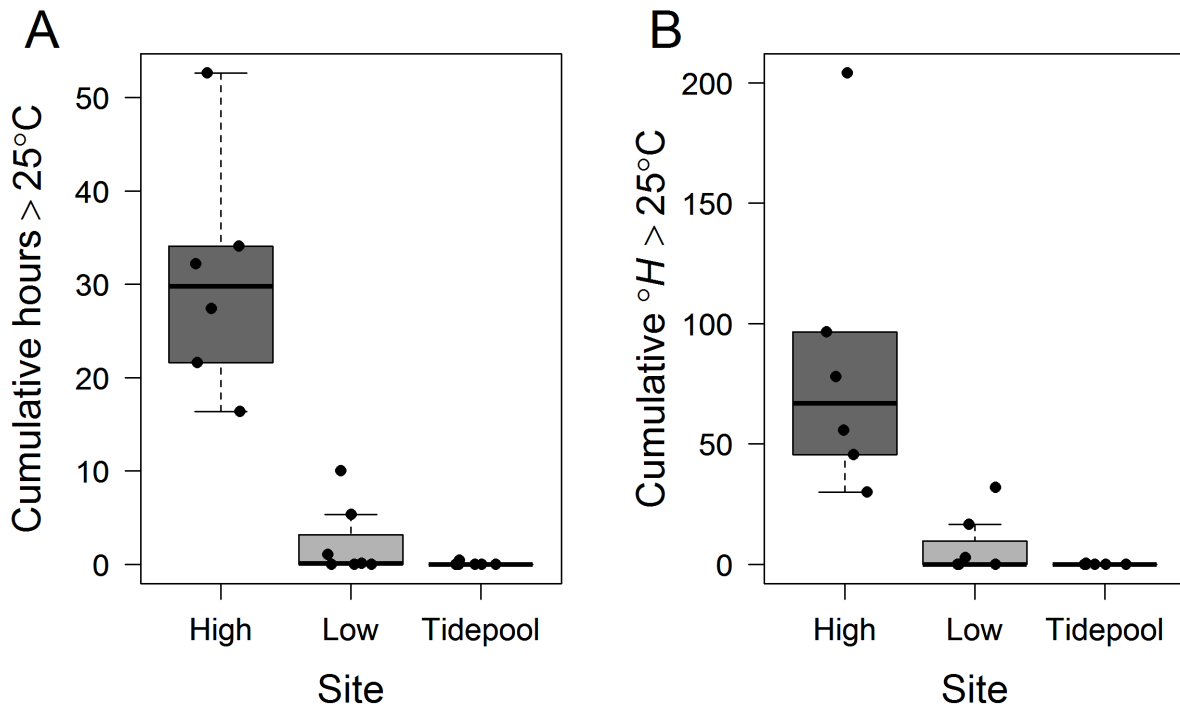 A
Cumulative hours > 25°C
50
40
30
20
10
0
High Low Tidepool
Site
B
Cumulative °H > 25°C
200
150
100
50
0
High Low Tidepool
Site